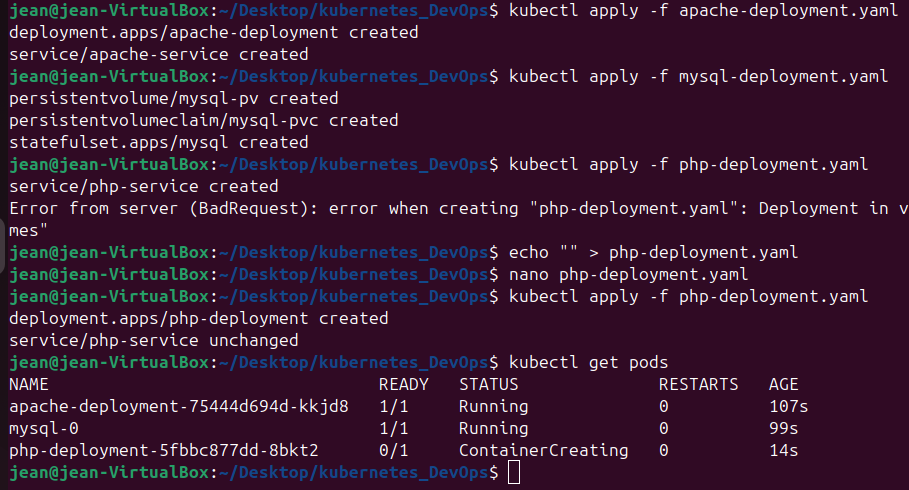 jean@jean-VirtualBox:~/Desktop/kubernetes_DevOps$ kubectl apply -f apache-deployment.yaml
deployment.apps/apache-deployment created
service/apache-service created
jean@jean-VirtualBox:~/Desktop/kubernetes_DevOps$ kubectl apply -f mysql-deployment.yaml
persistentvolume/mysql-pv created
persistentvolumeclaim/mysql-pvc created
statefulset.apps/mysql created
jean@jean-VirtualBox:~/Desktop/kubernetes_DevOps$ kubectl apply -f php-deployment.yaml
service/php-service created
Error from server (BadRequest): error when creating "php-deployment.yaml": Deployment in v
mes"
jean@jean-VirtualBox:~/Desktop/kubernetes_DevOps$ echo "" > php-deployment.yaml
jean@jean-VirtualBox:~/Desktop/kubernetes_DevOps$ nano php-deployment.yaml
jean@jean-VirtualBox:~/Desktop/kubernetes_DevOps$ kubectl apply -f php-deployment.yaml
deployment.apps/php-deployment created
service/php-service unchanged
jean@jean-VirtualBox:~/Desktop/kubernetes_DevOps$ kubectl get pods
NAME READY STATUS RESTARTS AGE
apache-deployment-75444d694d-kkjd8 1/1 Running 0 107s
mysql-0 1/1 Running 0 99s
php-deployment-5fbbc877dd-8bkt2 0/1 ContainerCreating 0 14s
jean@jean-VirtualBox:~/Desktop/kubernetes_DevOps$